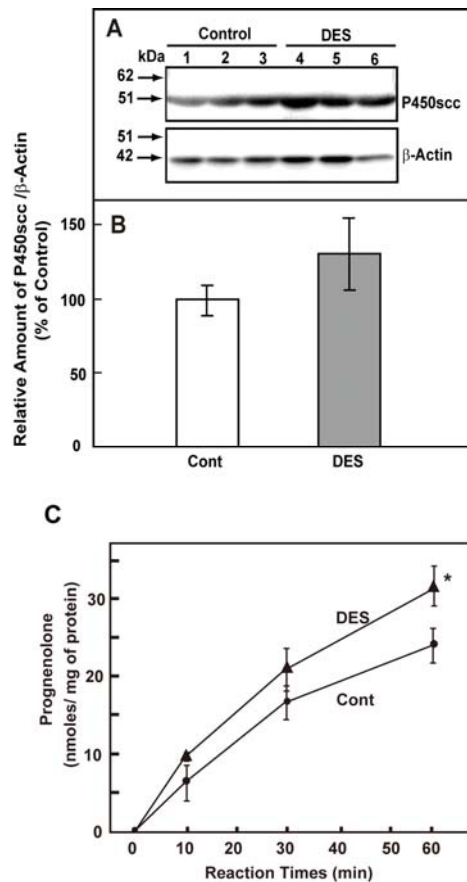 A
Control DES
kDa 1 2 3 4 5 6
62
51
P450scc
51
42
β-Actin
B
Relative Amount of P450scc /β-Actin
(% of Control)
150
100
50
0
Cont DES
C
Prognenolone
(nmoles/ mg of protein)
30
20
10
0
DES
*
Cont
0 10 20 30 40 50 60
Reaction Times (min)